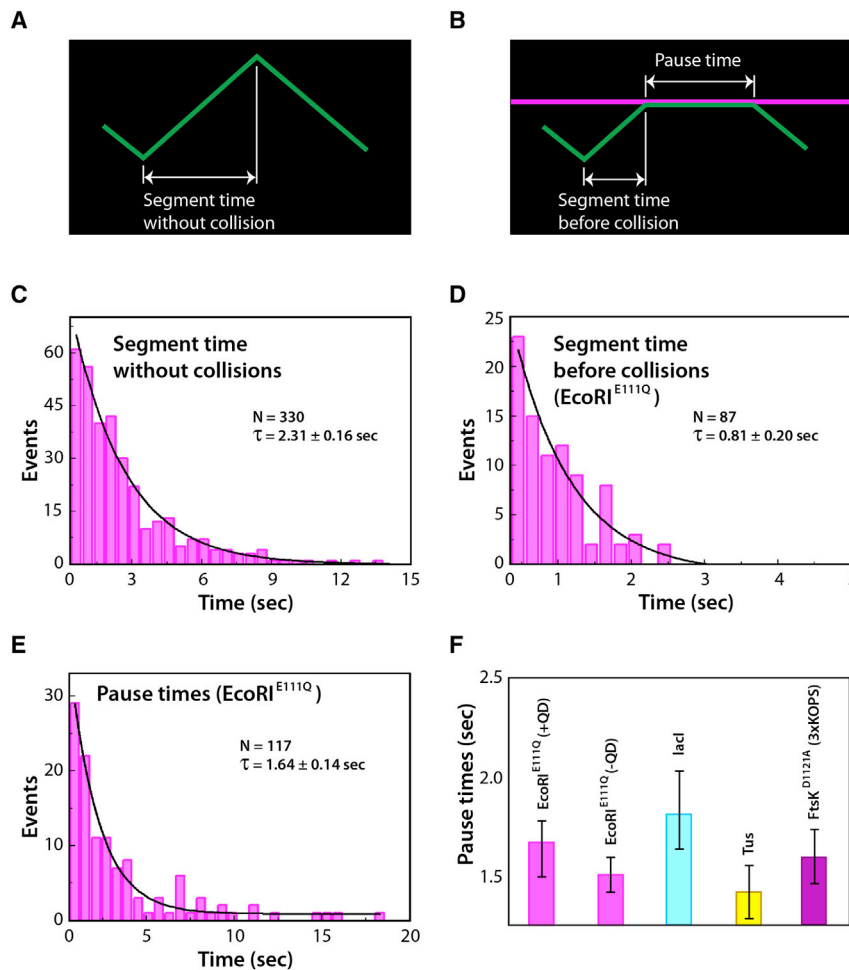 A
Segment time
without collision
B
Pause time
Segment time
before collision
C
Segment time
without collisions
N = 330
τ = 2.31 ± 0.16 sec
Events
60
45
30
15
0
0 3 6 9 12 15
Time (sec)
D
Segment time
before collisions
(EcoRI^E111Q)
N = 87
τ = 0.81 ± 0.20 sec
Events
25
20
15
10
5
0
0 1 2 3 4 5
Time (sec)
E
Pause times (EcoRI^E111Q)
N = 117
τ = 1.64 ± 0.14 sec
Events
30
20
10
0
0 5 10 15 20
Time (sec)
F
Pause times (sec)
2.5
2.0
1.5
EcoRI^E111Q (+QD)
EcoRI^E111Q (-QD)
lacI
Tus
FtsK^D1121A (3xKOPS)